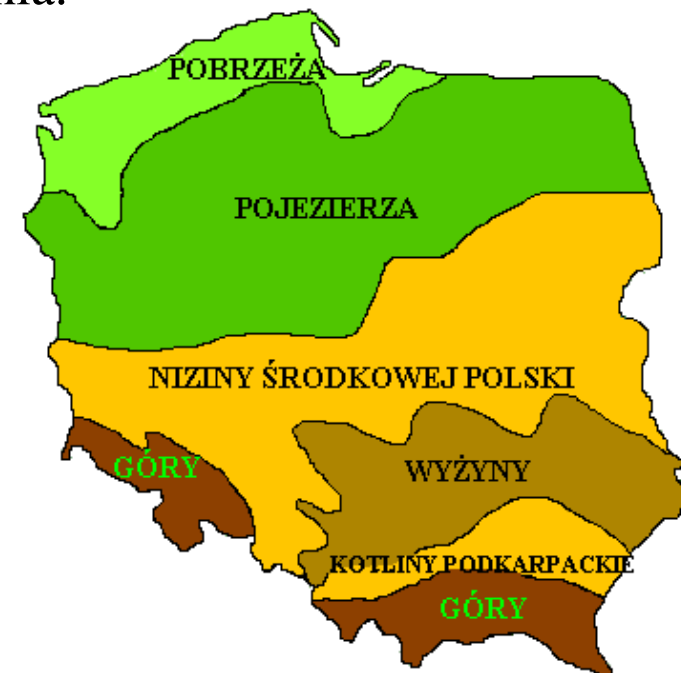 POBRZEŻA
POJEZIERZA
NIZINY ŚRODKOWEJ POLSKI
GÓRY
WYŻYNY
KOTLINY PODKARPACKIE
GÓRY